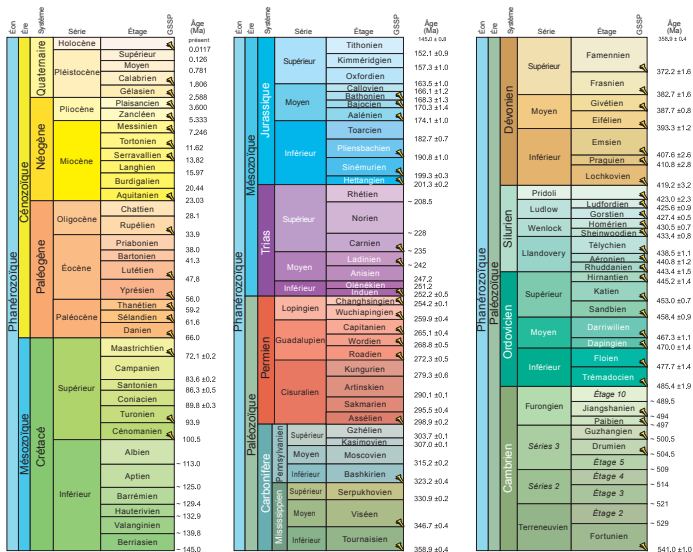 Éon
Ère
Système
Série
Étage
GSSP
Âge
(Ma)
Phanérozoïque
Cénozoïque
Mésozoïque
Quaternaire
Néogène
Paléogène
Crétacé
Holocène
Pléistocène
Pliocène
Miocène
Oligocène
Éocène
Paléocène
Supérieur
Inférieur
Supérieur
Moyen
Calabrien
Gélasien
Plaisancien
Zancléen
Messinien
Tortonien
Serravallien
Langhien
Burdigalien
Aquitanien
Chattien
Rupélien
Priabonien
Bartonien
Lutétien
Yprésien
Thanétien
Sélandien
Danien
Maastrichtien
Campanien
Santonien
Coniacien
Turonien
Cénomanien
Albien
Aptien
Barrémien
Hauterivien
Valanginien
Berriasien
présent
0.0117
0.126
0.781
1.806
2.588
3.600
5.333
7.246
11.62
13.82
15.97
20.44
23.03
28.1
33.9
38.0
41.3
47.8
56.0
59.2
61.6
66.0
72.1 ±0.2
83.6 ±0.2
86,3 ±0,5
89,8 ±0.3
93.9
100.5
~ 113.0
~ 125.0
~ 129.4
~ 132.9
~ 139.8
~ 145.0
Éon
Ère
Système
Série
Étage
GSSP
Âge
(Ma)
Phanérozoïque
Mésozoïque
Paléozoïque
Jurassique
Trias
Permien
Carbonifère
Pennsylvanien
Mississippien
Supérieur
Moyen
Inférieur
Supérieur
Moyen
Inférieur
Lopingien
Guadalupien
Cisuralien
Supérieur
Moyen
Inférieur
Supérieur
Moyen
Inférieur
Tithonien
Kimméridgien
Oxfordien
Callovien
Bathonien
Bajocien
Aalénien
Toarcien
Pliensbachien
Sinémurien
Hettangien
Rhétien
Norien
Carnien
Ladinien
Anisien
Olénékien
Induen
Changhsingien
Wuchiapingien
Capitanien
Wordien
Roadien
Kungurien
Artinskien
Sakmarien
Assélien
Gzhélien
Kasimovien
Moscovien
Bashkirien
Serpukhovien
Viséen
Tournaisien
145.0 ±0.8
152.1 ±0.9
157.3 ±1.0
163.5 ±1.0
166.1 ±1.2
168.3 ±1.3
170.3 ±1.4
174.1 ±1.0
182.7 ±0.7
190.8 ±1.0
199.3 ±0.3
201.3 ±0.2
~ 208.5
~ 228
~ 235
~ 242
247.2
251.2
252.2 ±0.5
254.2 ±0.1
259.9 ±0.4
265.1 ±0.4
268.8 ±0.5
272.3 ±0.5
279.3 ±0.6
290.1 ±0.1
295.5 ±0.4
298.9 ±0.2
303.7 ±0.1
307.0 ±0.1
315.2 ±0.2
323.2 ±0.4
330.9 ±0.2
346.7 ±0.4
358.9 ±0.4
Éon
Ère
Système
Série
Étage
GSSP
Âge
(Ma)
Phanérozoïque
Paléozoïque
Dévonien
Silurien
Ordovicien
Cambrien
Supérieur
Moyen
Inférieur
Pridoli
Ludlow
Wenlock
Llandovery
Supérieur
Moyen
Inférieur
Furongien
Séries 3
Séries 2
Terreneuvien
Famennien
Frasnien
Givétien
Eifélien
Emsien
Praguien
Lochkovien
Ludfordien
Gorstien
Homérien
Sheinwoodien
Télychien
Aéronien
Rhuddanien
Hirnantien
Katien
Sandbien
Darriwilien
Dapingien
Floien
Trémadocien
Étage 10
Jiangshanien
Paibien
Guzhangien
Drumien
Étage 5
Étage 4
Étage 3
Étage 2
Fortunien
358,9 ±0,4
372.2 ±1.6
382.7 ±1.6
387.7 ±0.8
393.3 ±1.2
407.6 ±2.6
410.8 ±2.8
419.2 ±3.2
423.0 ±2.3
425.6 ±0.9
427.4 ±0.5
430.5 ±0.7
433.4 ±0.8
438.5 ±1.1
440.8 ±1.2
443.4 ±1.5
445.2 ±1.4
453.0 ±0.7
458.4 ±0.9
467.3 ±1.1
470.0 ±1.4
477.7 ±1.4
485.4 ±1.9
~ 489.5
~ 494
~ 497
~ 500.5
~ 504.5
~ 509
~ 514
~ 521
~ 529
541.0 ±1.0